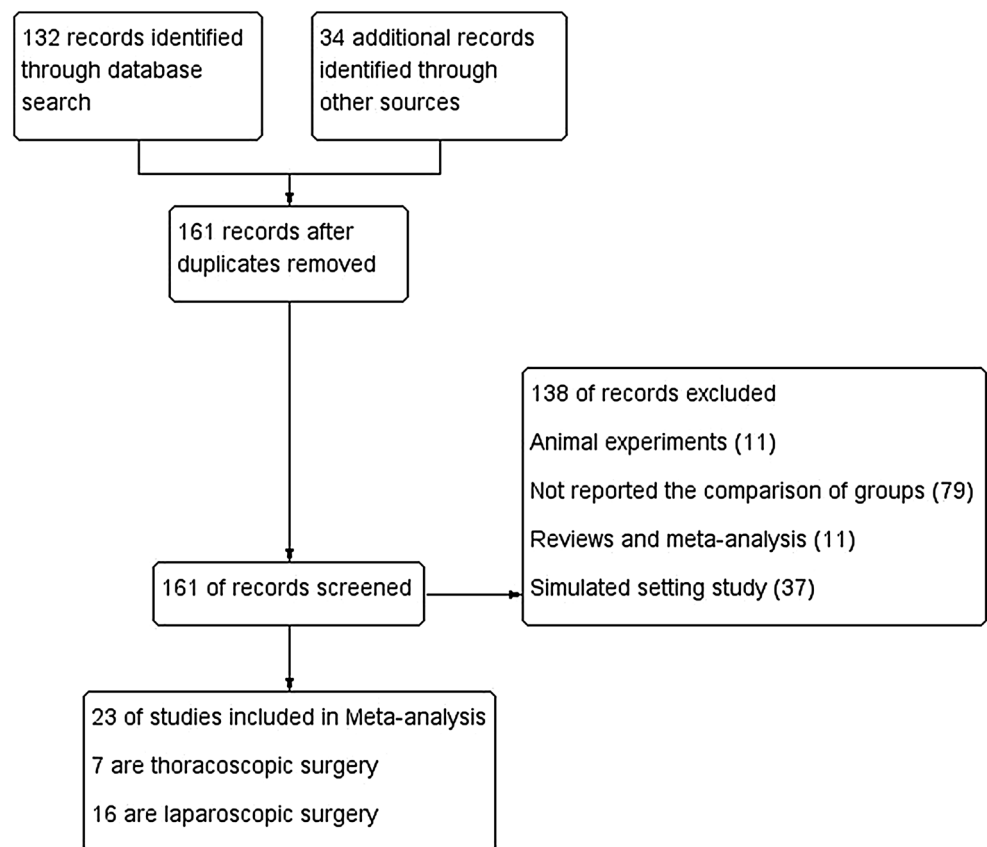 132 records identified
through database
search
34 additional records
identified through
other sources
161 records after
duplicates removed
138 of records excluded
Animal experiments (11)
Not reported the comparison of groups (79)
Reviews and meta-analysis (11)
Simulated setting study (37)
161 of records screened
23 of studies included in Meta-analysis
7 are thoracoscopic surgery
16 are laparoscopic surgery